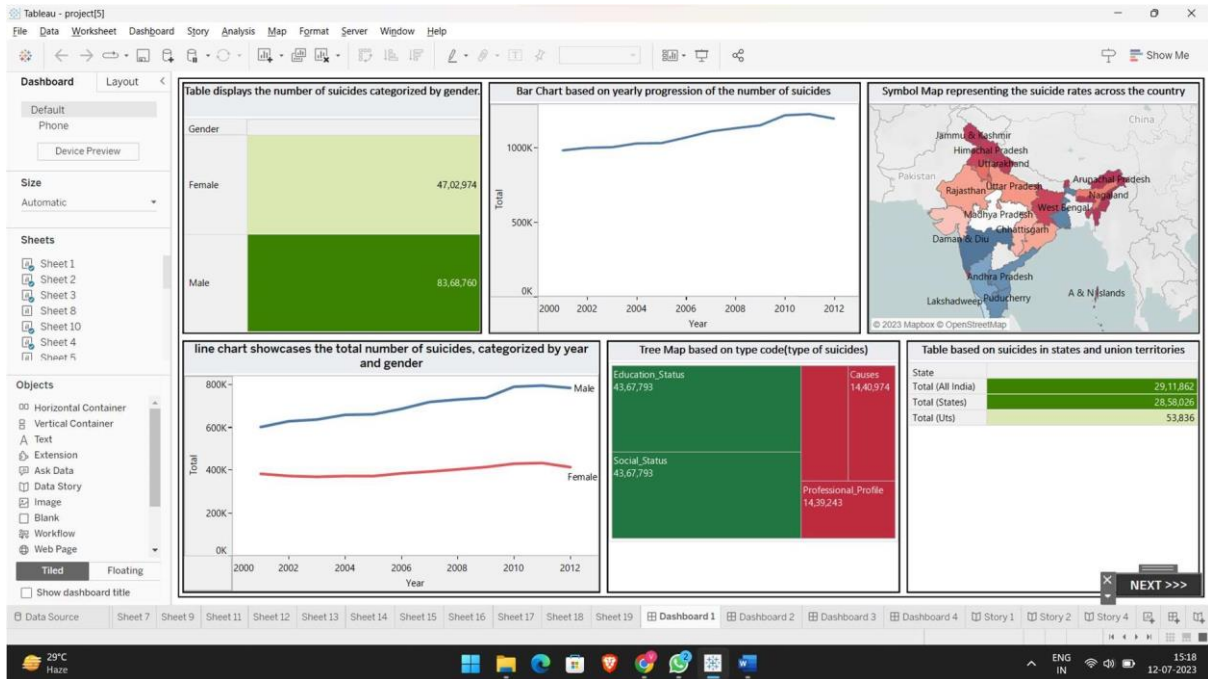 Tableau - project[5]
File Data Worksheet Dashboard Story Analysis Map Format Server Window Help
Show Me
Dashboard Layout
Default
Phone
Device Preview
Size
Automatic
Sheets
Sheet 1
Sheet 2
Sheet 3
Sheet 8
Sheet 10
Sheet 4
Sheet 5
Objects
Horizontal Container
Vertical Container
Text
Extension
Ask Data
Data Story
Image
Blank
Workflow
Web Page
Tiled Floating
Show dashboard title
Table displays the number of suicides categorized by gender.
Gender
Female 47,02,974
Male 83,68,760
Bar Chart based on yearly progression of the number of suicides
1000K
500K
0K
Total
2000 2002 2004 2006 2008 2010 2012
Year
Symbol Map representing the suicide rates across the country
China
Jammu & Kashmir
Himachal Pradesh
Uttarakhand
Pakistan
Arunachal Pradesh
Rajasthan Uttar Pradesh Nagaland
Madhya Pradesh West Bengal
Chhattisgarh
Daman & Diu
Andhra Pradesh
Lakshadweep Puducherry A & N Islands
© 2023 Mapbox © OpenStreetMap
line chart showcases the total number of suicides, categorized by year
and gender
800K
600K
400K
200K
0K
Total
Male
Female
2000 2002 2004 2006 2008 2010 2012
Year
Tree Map based on type code(type of suicides)
Education_Status
43,67,793
Social_Status
43,67,793
Causes
14,40,974
Professional_Profile
14,39,243
Table based on suicides in states and union territories
State
Total (All India) 29,11,862
Total (States) 28,58,026
Total (Uts) 53,836
NEXT >>>
Data Source Sheet 7 Sheet 9 Sheet 11 Sheet 12 Sheet 13 Sheet 14 Sheet 15 Sheet 16 Sheet 17 Sheet 18 Sheet 19 Dashboard 1 Dashboard 2 Dashboard 3 Dashboard 4 Story 1 Story 2 Story 4
29°C
Haze
ENG
IN
15:18
12-07-2023